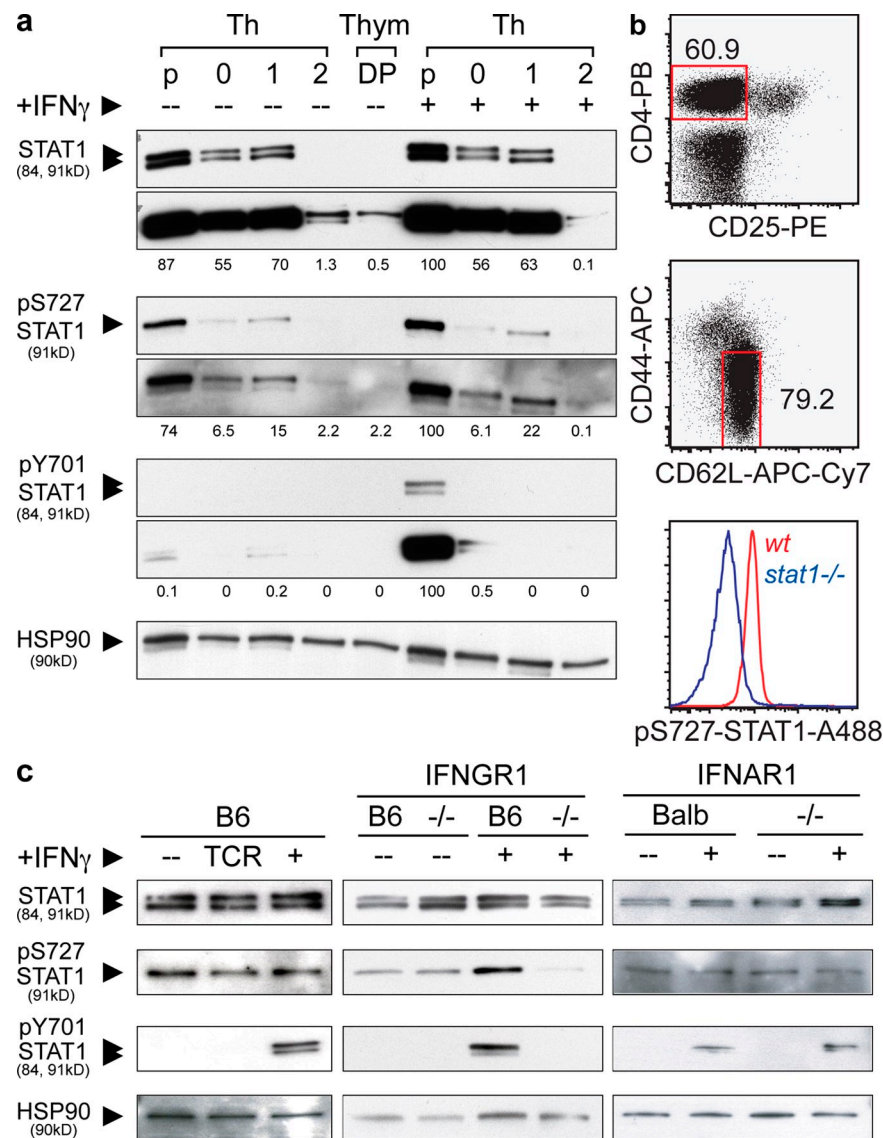 a
Th Thym Th
p 0 1 2 DP p 0 1 2
+IFNγ -- -- -- -- -- + + + +
STAT1
(84, 91kD)
87 55 70 1.3 0.5 100 56 63 0.1
pS727
STAT1
(91kD)
74 6.5 15 2.2 2.2 100 6.1 22 0.1
pY701
STAT1
(84, 91kD)
0.1 0 0.2 0 0 100 0.5 0 0
HSP90
(90kD)
b
60.9
CD4-PB
CD25-PE
CD44-APC
79.2
CD62L-APC-Cy7
wt
stat1-/-
pS727-STAT1-A488
c
IFNGR1 IFNAR1
B6 B6 -/- B6 -/- Balb -/-
+IFNγ -- TCR + -- -- + + -- + -- +
STAT1
(84, 91kD)
pS727
STAT1
(91kD)
pY701
STAT1
(84, 91kD)
HSP90
(90kD)